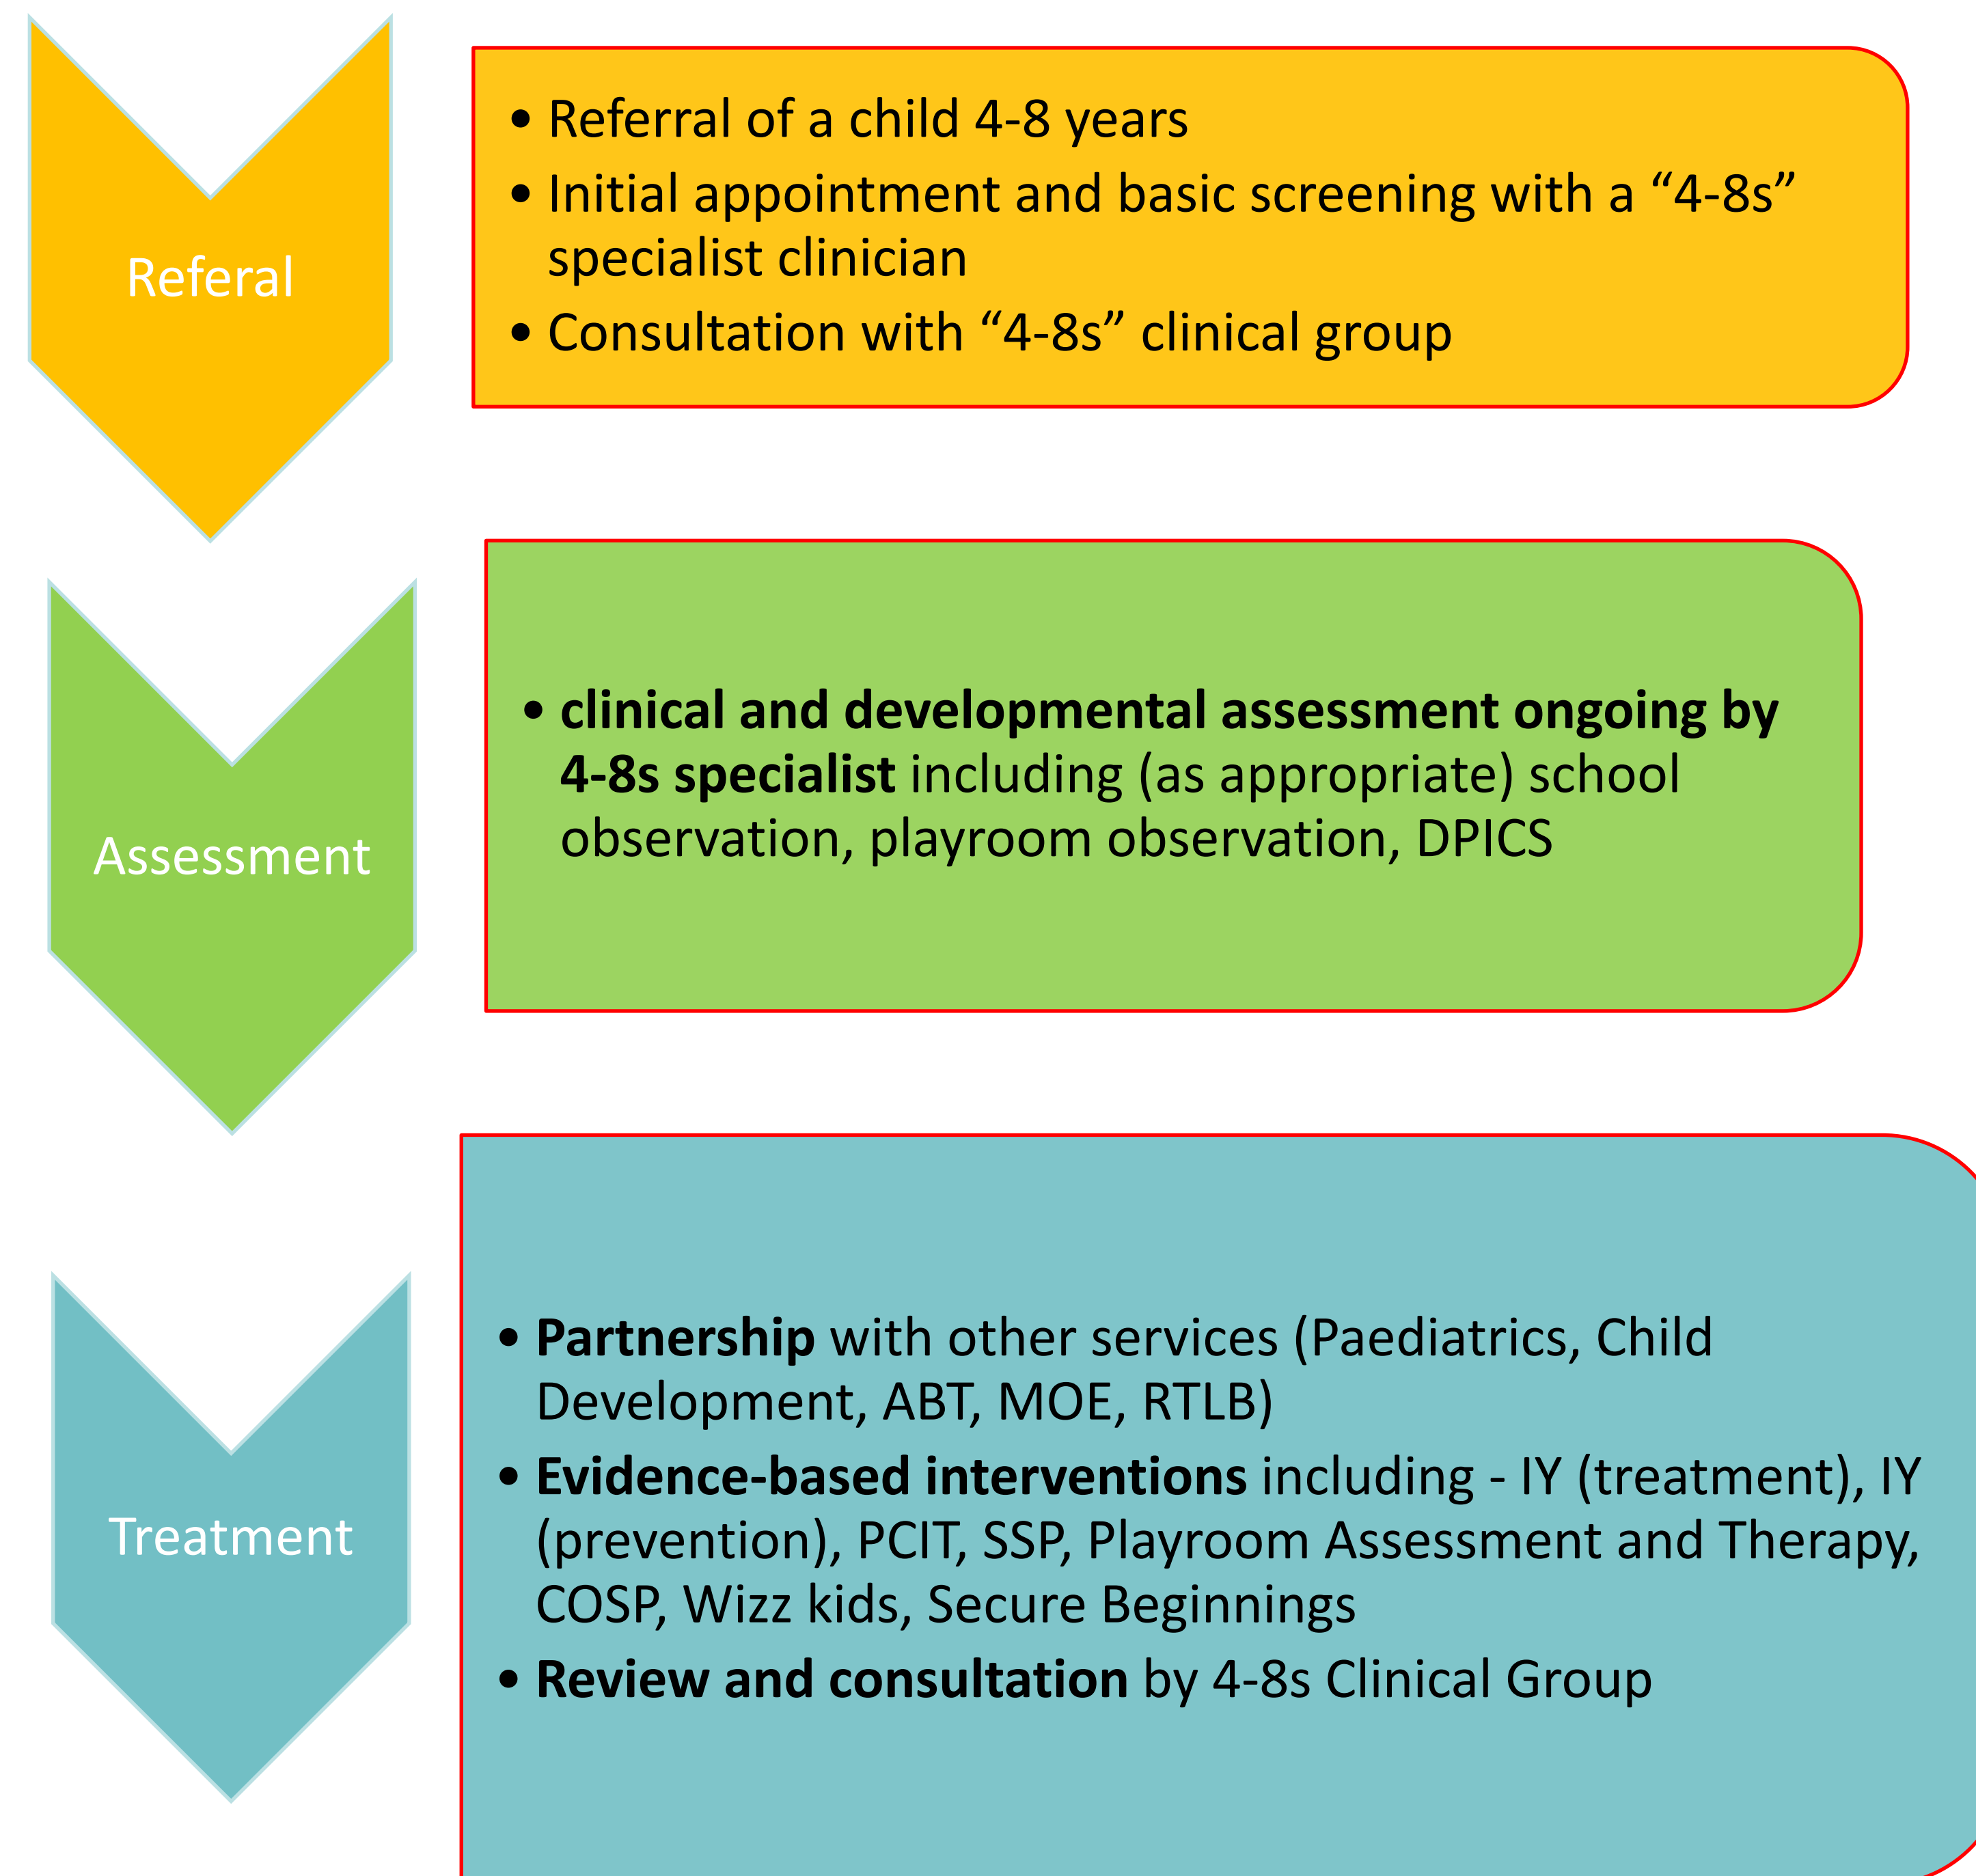 Referal
• Referral of a child 4-8 years
• Initial appointment and basic screening with a “4-8s”
specialist clinician
• Consultation with “4-8s” clinical group
Assessment
• clinical and developmental assessment ongoing by
4-8s specialist including (as appropriate) school
observation, playroom observation, DPICS
Treatment
• Partnership with other services (Paediatrics, Child
Development, ABT, MOE, RTLB)
• Evidence-based interventions including - IY (treatment), IY
(prevention), PCIT, SSP, Playroom Assessment and Therapy,
COSP, Wizz kids, Secure Beginnings
• Review and consultation by 4-8s Clinical Group